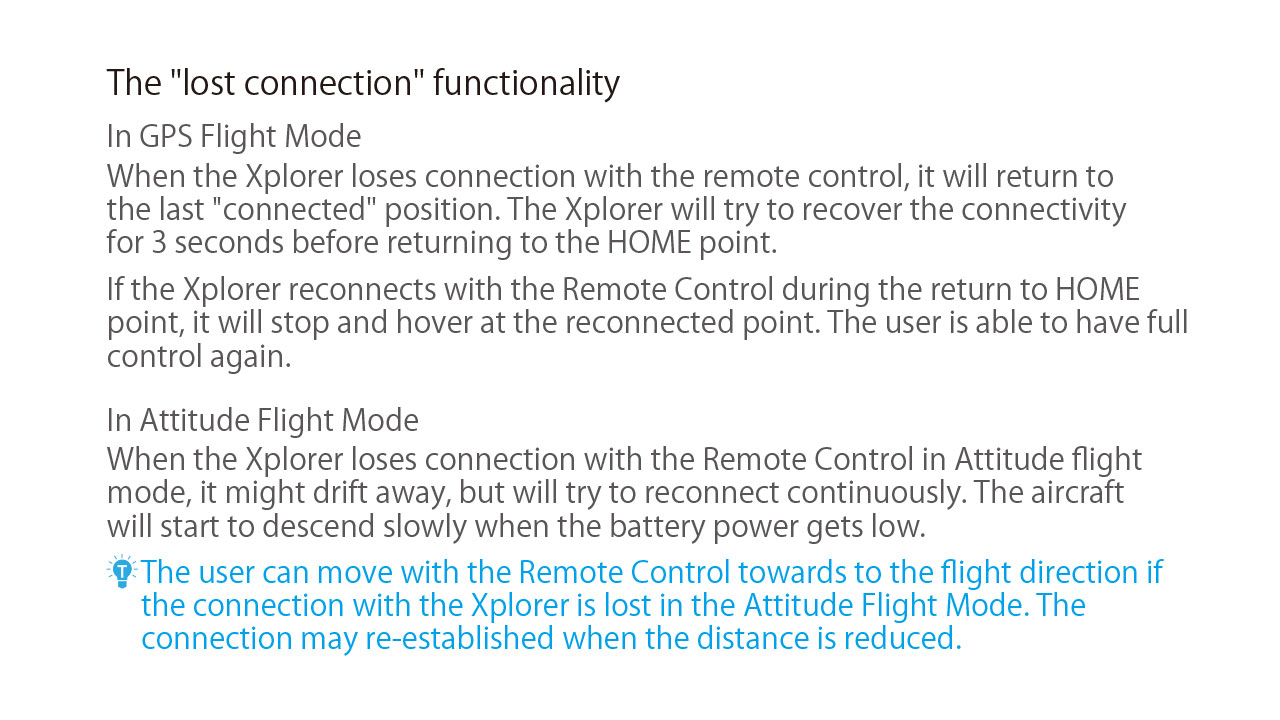 The "lost connection" functionality
In GPS Flight Mode
When the Xplorer loses connection with the remote control, it will return to
the last "connected" position. The Xplorer will try to recover the connectivity
for 3 seconds before returning to the HOME point.
If the Xplorer reconnects with the Remote Control during the return to HOME
point, it will stop and hover at the reconnected point. The user is able to have full
control again.
In Attitude Flight Mode
When the Xplorer loses connection with the Remote Control in Attitude flight
mode, it might drift away, but will try to reconnect continuously. The aircraft
will start to descend slowly when the battery power gets low.
T The user can move with the Remote Control towards to the flight direction if
the connection with the Xplorer is lost in the Attitude Flight Mode. The
connection may re-established when the distance is reduced.